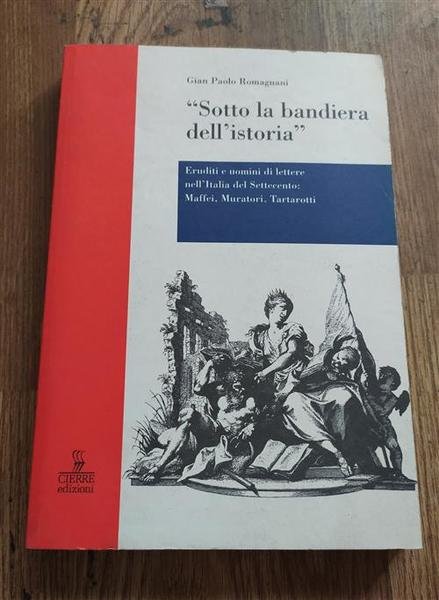 Gian Paolo Romagnani
“Sotto la bandiera
dell’istoria”
Eruditi e uomini di lettere
nell’Italia del Settecento:
Maffei, Muratori, Tartarotti
CIERRE
edizioni